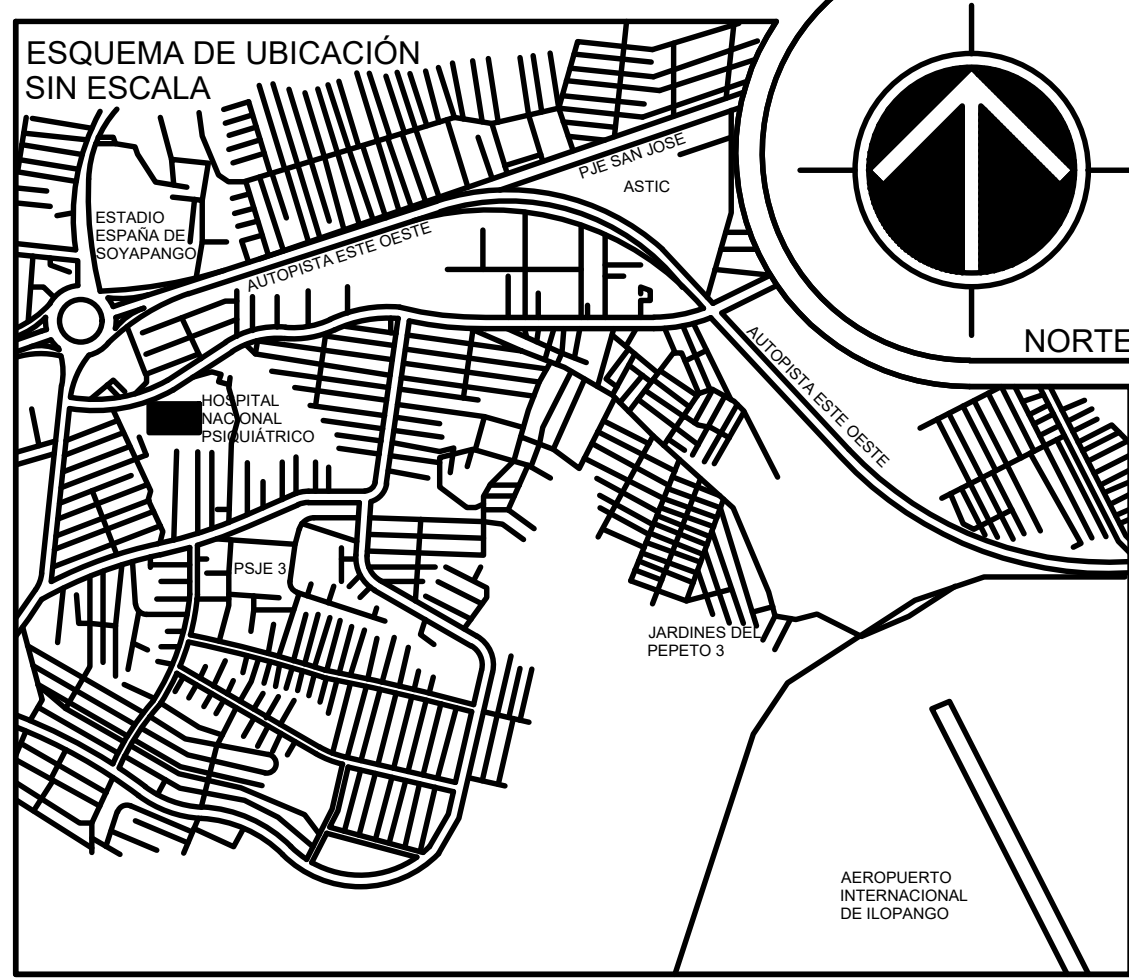 ESQUEMA DE UBICACIÓN
SIN ESCALA
NORTE
PJE SAN JOSE
ASTIC
ESTADIO
ESPAÑA DE
SOYAPANGO
AUTOPISTA ESTE OESTE
AUTOPISTA ESTE OESTE
HOSPITAL
NACIONAL
PSIQUIÁTRICO
PSJE 3
JARDINES DEL
PEPETO 3
AEROPUERTO
INTERNACIONAL
DE ILOPANGO